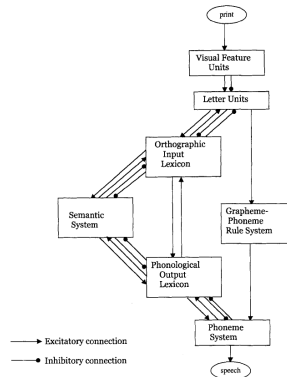 print
Visual Feature
Units
Letter Units
Orthographic
Input
Lexicon
Semantic
System
Grapheme-
Phoneme
Rule System
Phonological
Output
Lexicon
Phoneme
System
Excitatory connection
Inhibitory connection
speech